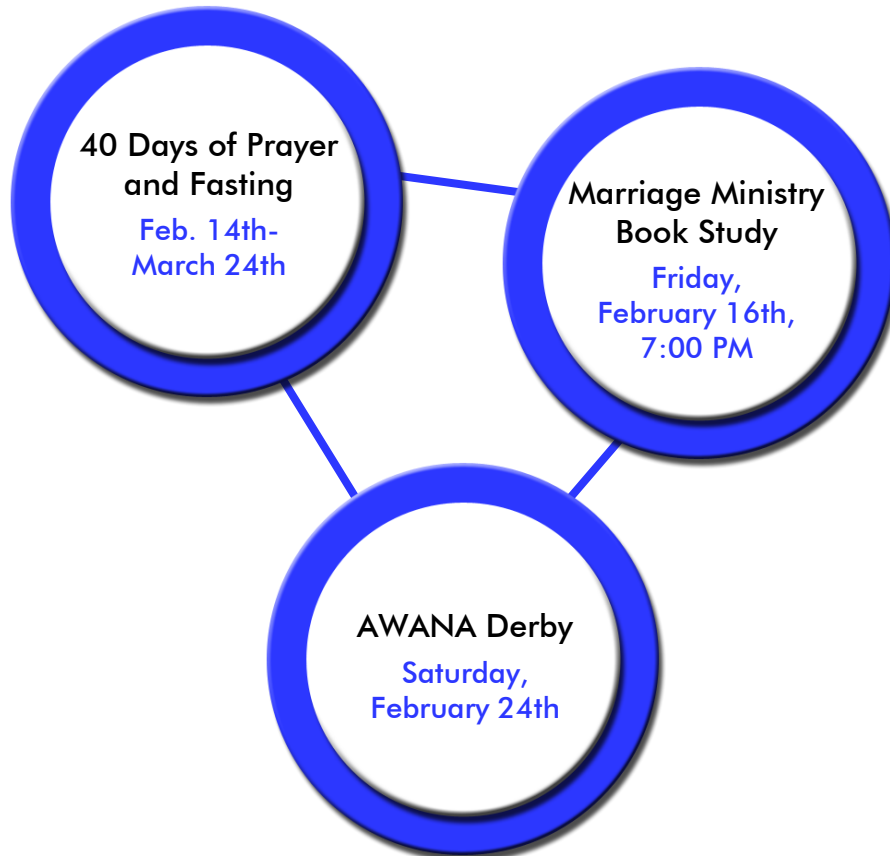 40 Days of Prayer
and Fasting
Feb. 14th-
March 24th
Marriage Ministry
Book Study
Friday,
February 16th,
7:00 PM
AWANA Derby
Saturday,
February 24th